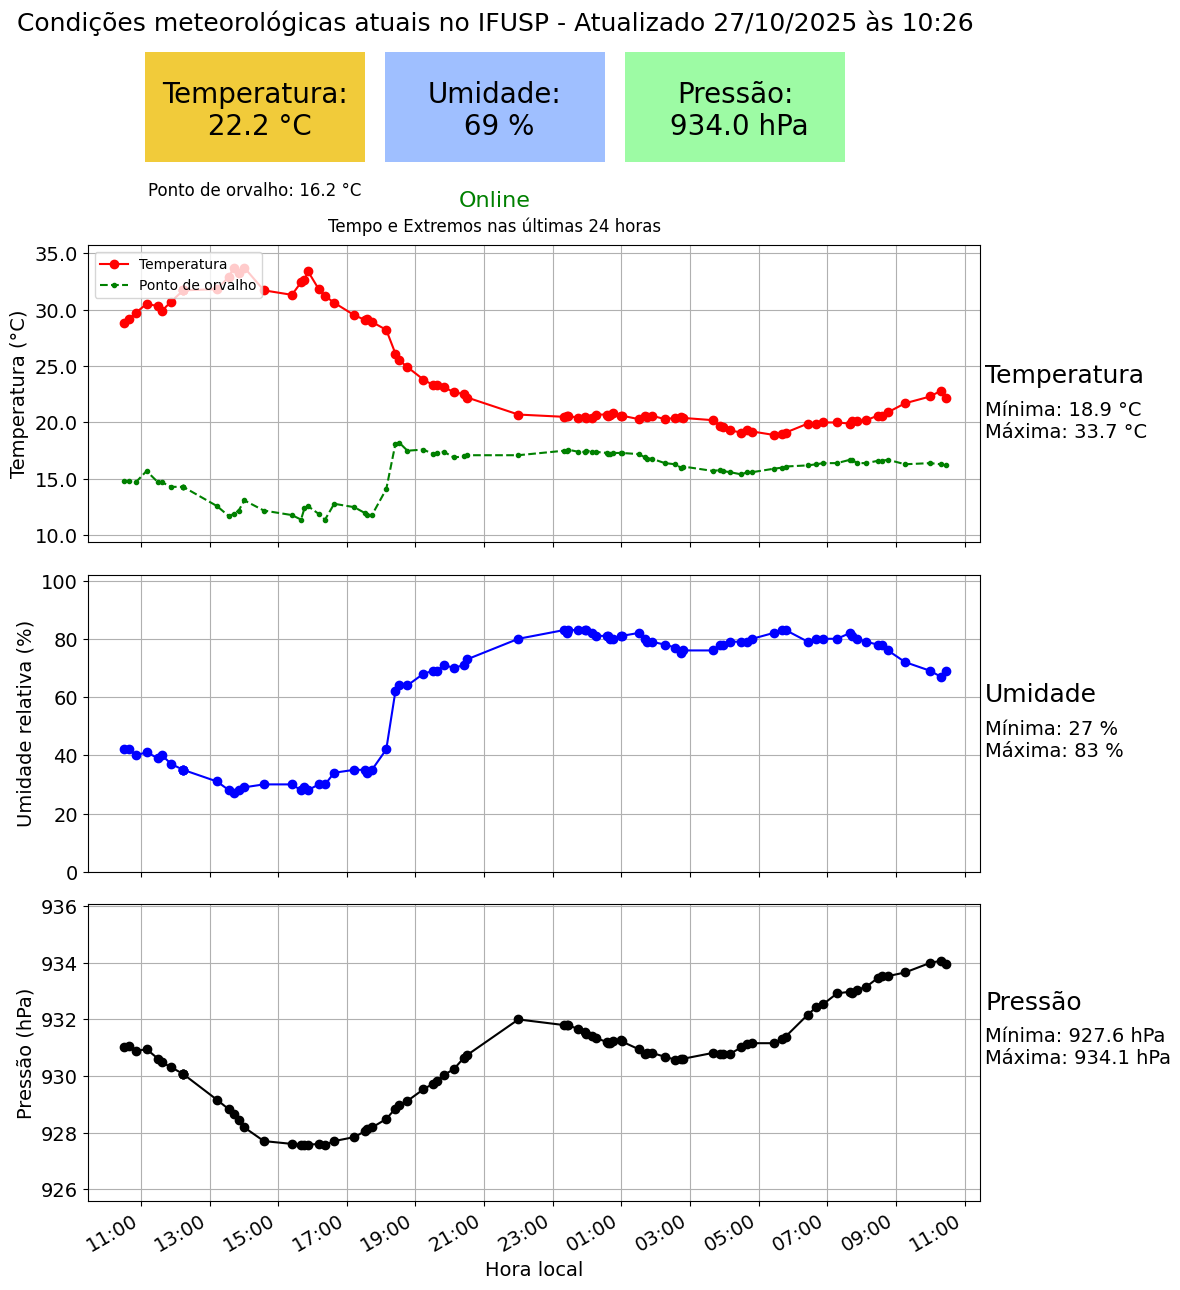 Condições meteorológicas atuais no IFUSP - Atualizado 27/10/2025 às 10:26
Temperatura:
22.2 °C
Umidade:
69 %
Pressão:
934.0 hPa
Ponto de orvalho: 16.2 °C
Online
Tempo e Extremos nas últimas 24 horas
Temperatura (°C)
35.0
30.0
25.0
20.0
15.0
10.0
Temperatura
Ponto de orvalho
Temperatura
Mínima: 18.9 °C
Máxima: 33.7 °C
Umidade relativa (%)
100
80
60
40
20
0
Umidade
Mínima: 27 %
Máxima: 83 %
Pressão (hPa)
936
934
932
930
928
926
Pressão
Mínima: 927.6 hPa
Máxima: 934.1 hPa
11:00 13:00 15:00 17:00 19:00 21:00 23:00 01:00 03:00 05:00 07:00 09:00 11:00
Hora local